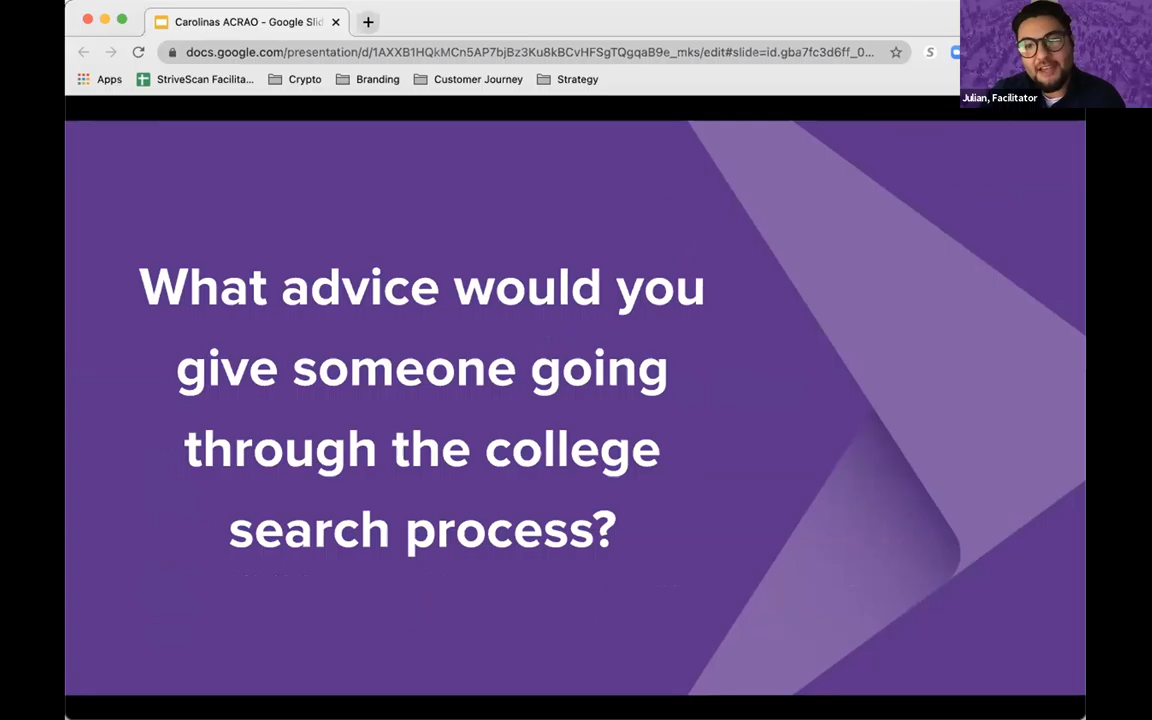 Carolinas ACRAO - Google Slid
docs.google.com/presentation/d/1AXXB1HQkMCn5AP7bjBz3Ku8kBCvHFSgTQgqaB9e_mks/edit#slide=id.gba7fc3d6ff_0...
S
Apps
StriveScan Facilita...
Crypto
Branding
Customer Journey
Strategy
Julian, Facilitator
What advice would you
give someone going
through the college
search process?